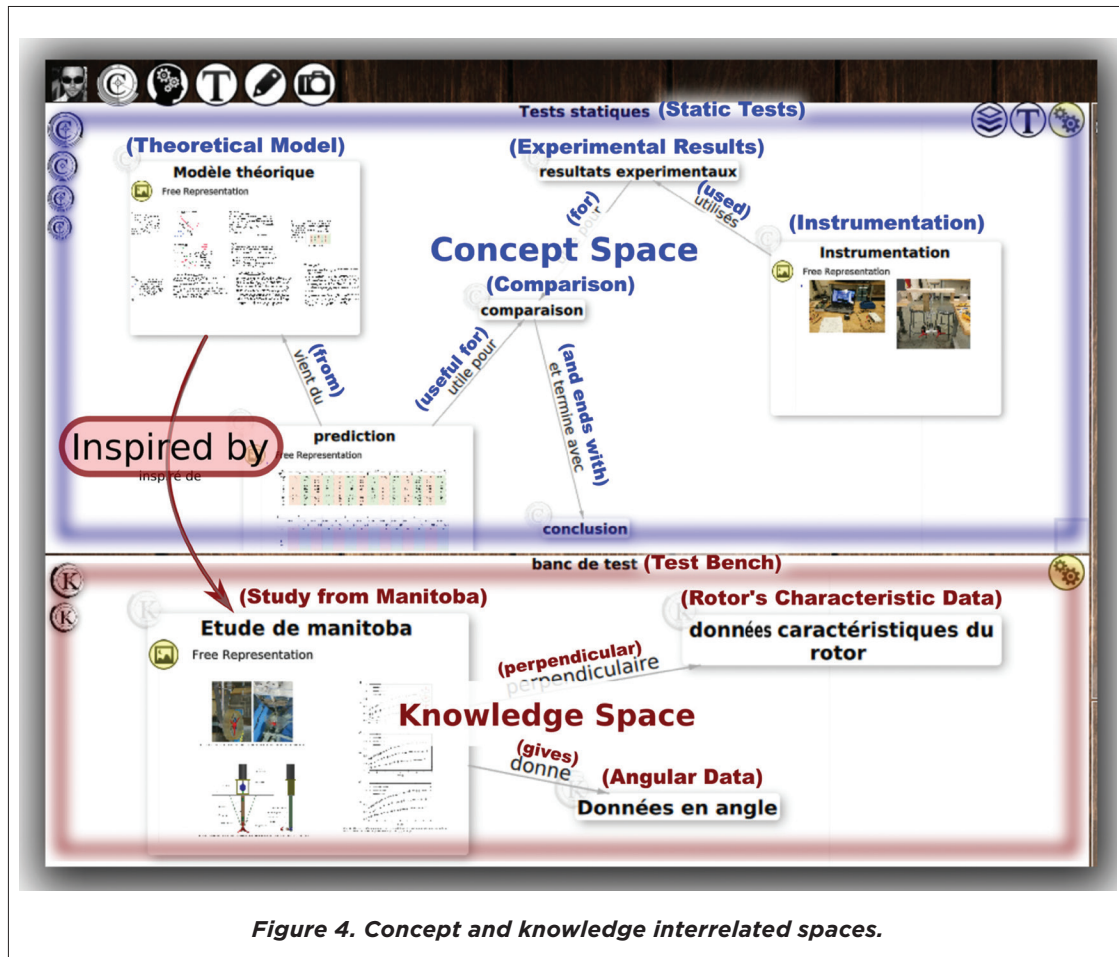 Tests statiques (Static Tests)
(Theoretical Model)
Modèle théorique
Free Representation
(Experimental Results)
resultats experimentaux
(for)
pour
(used)
utilisés
(Instrumentation)
Instrumentation
Free Representation
Concept Space
(Comparison)
comparaison
(from)
vient du
(useful for)
utile pour
(and ends with)
et termine avec
Inspired by
inspiré de
prediction
Free Representation
conclusion
banc de test (Test Bench)
(Study from Manitoba)
Etude de manitoba
Free Representation
(Rotor's Characteristic Data)
données caractéristiques du
rotor
(perpendicular)
perpendiculaire
Knowledge Space
(gives)
donne
(Angular Data)
Données en angle
Figure 4. Concept and knowledge interrelated spaces.